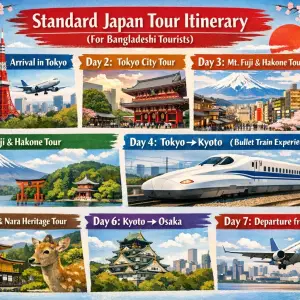 Standard Japan Tour Itinerary
(For Bangladeshi Tourists)
Arrival in Tokyo
Day 2: Tokyo City Tour
Day 3: Mt. Fuji & Hakone Tour
ji & Hakone Tour
Day 4: Tokyo → Kyoto (Bullet Train Experien
& Nara Heritage Tour
Day 6: Kyoto → Osaka
Day 7: Departure fr